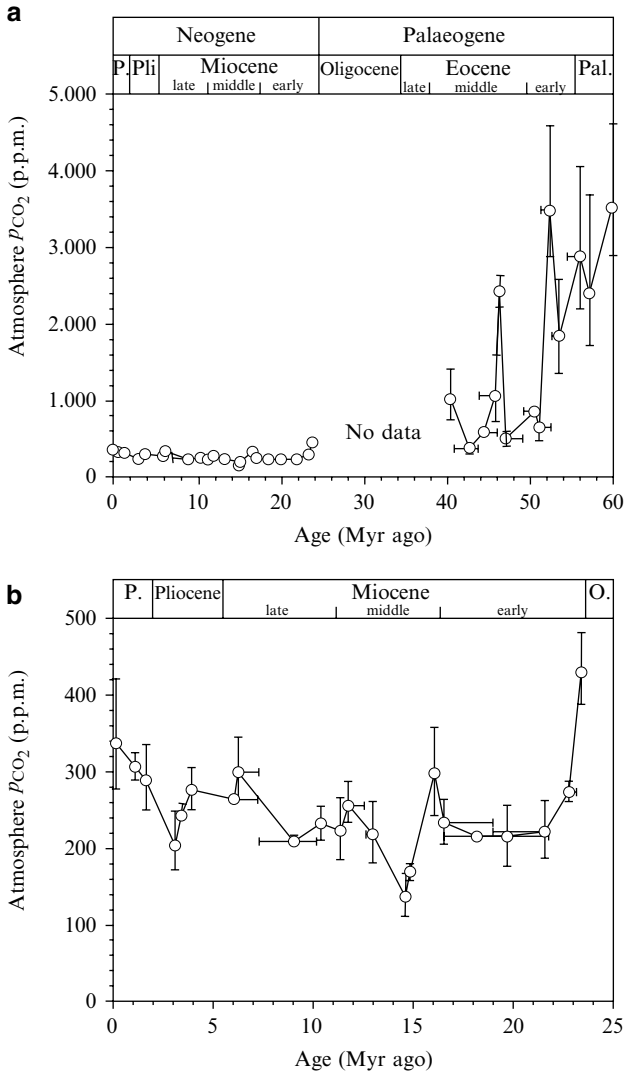 a
Neogene Palaeogene
P. Pli Miocene Oligocene Eocene Pal.
late middle early late middle early
5.000
4.000
3.000
2.000
1.000
0
Atmosphere PCO2 (p.p.m.)
No data
0 10 20 30 40 50 60
Age (Myr ago)
b
P. Pliocene Miocene O.
late middle early
500
400
300
200
100
0
Atmosphere PCO2 (p.p.m.)
0 5 10 15 20 25
Age (Myr ago)